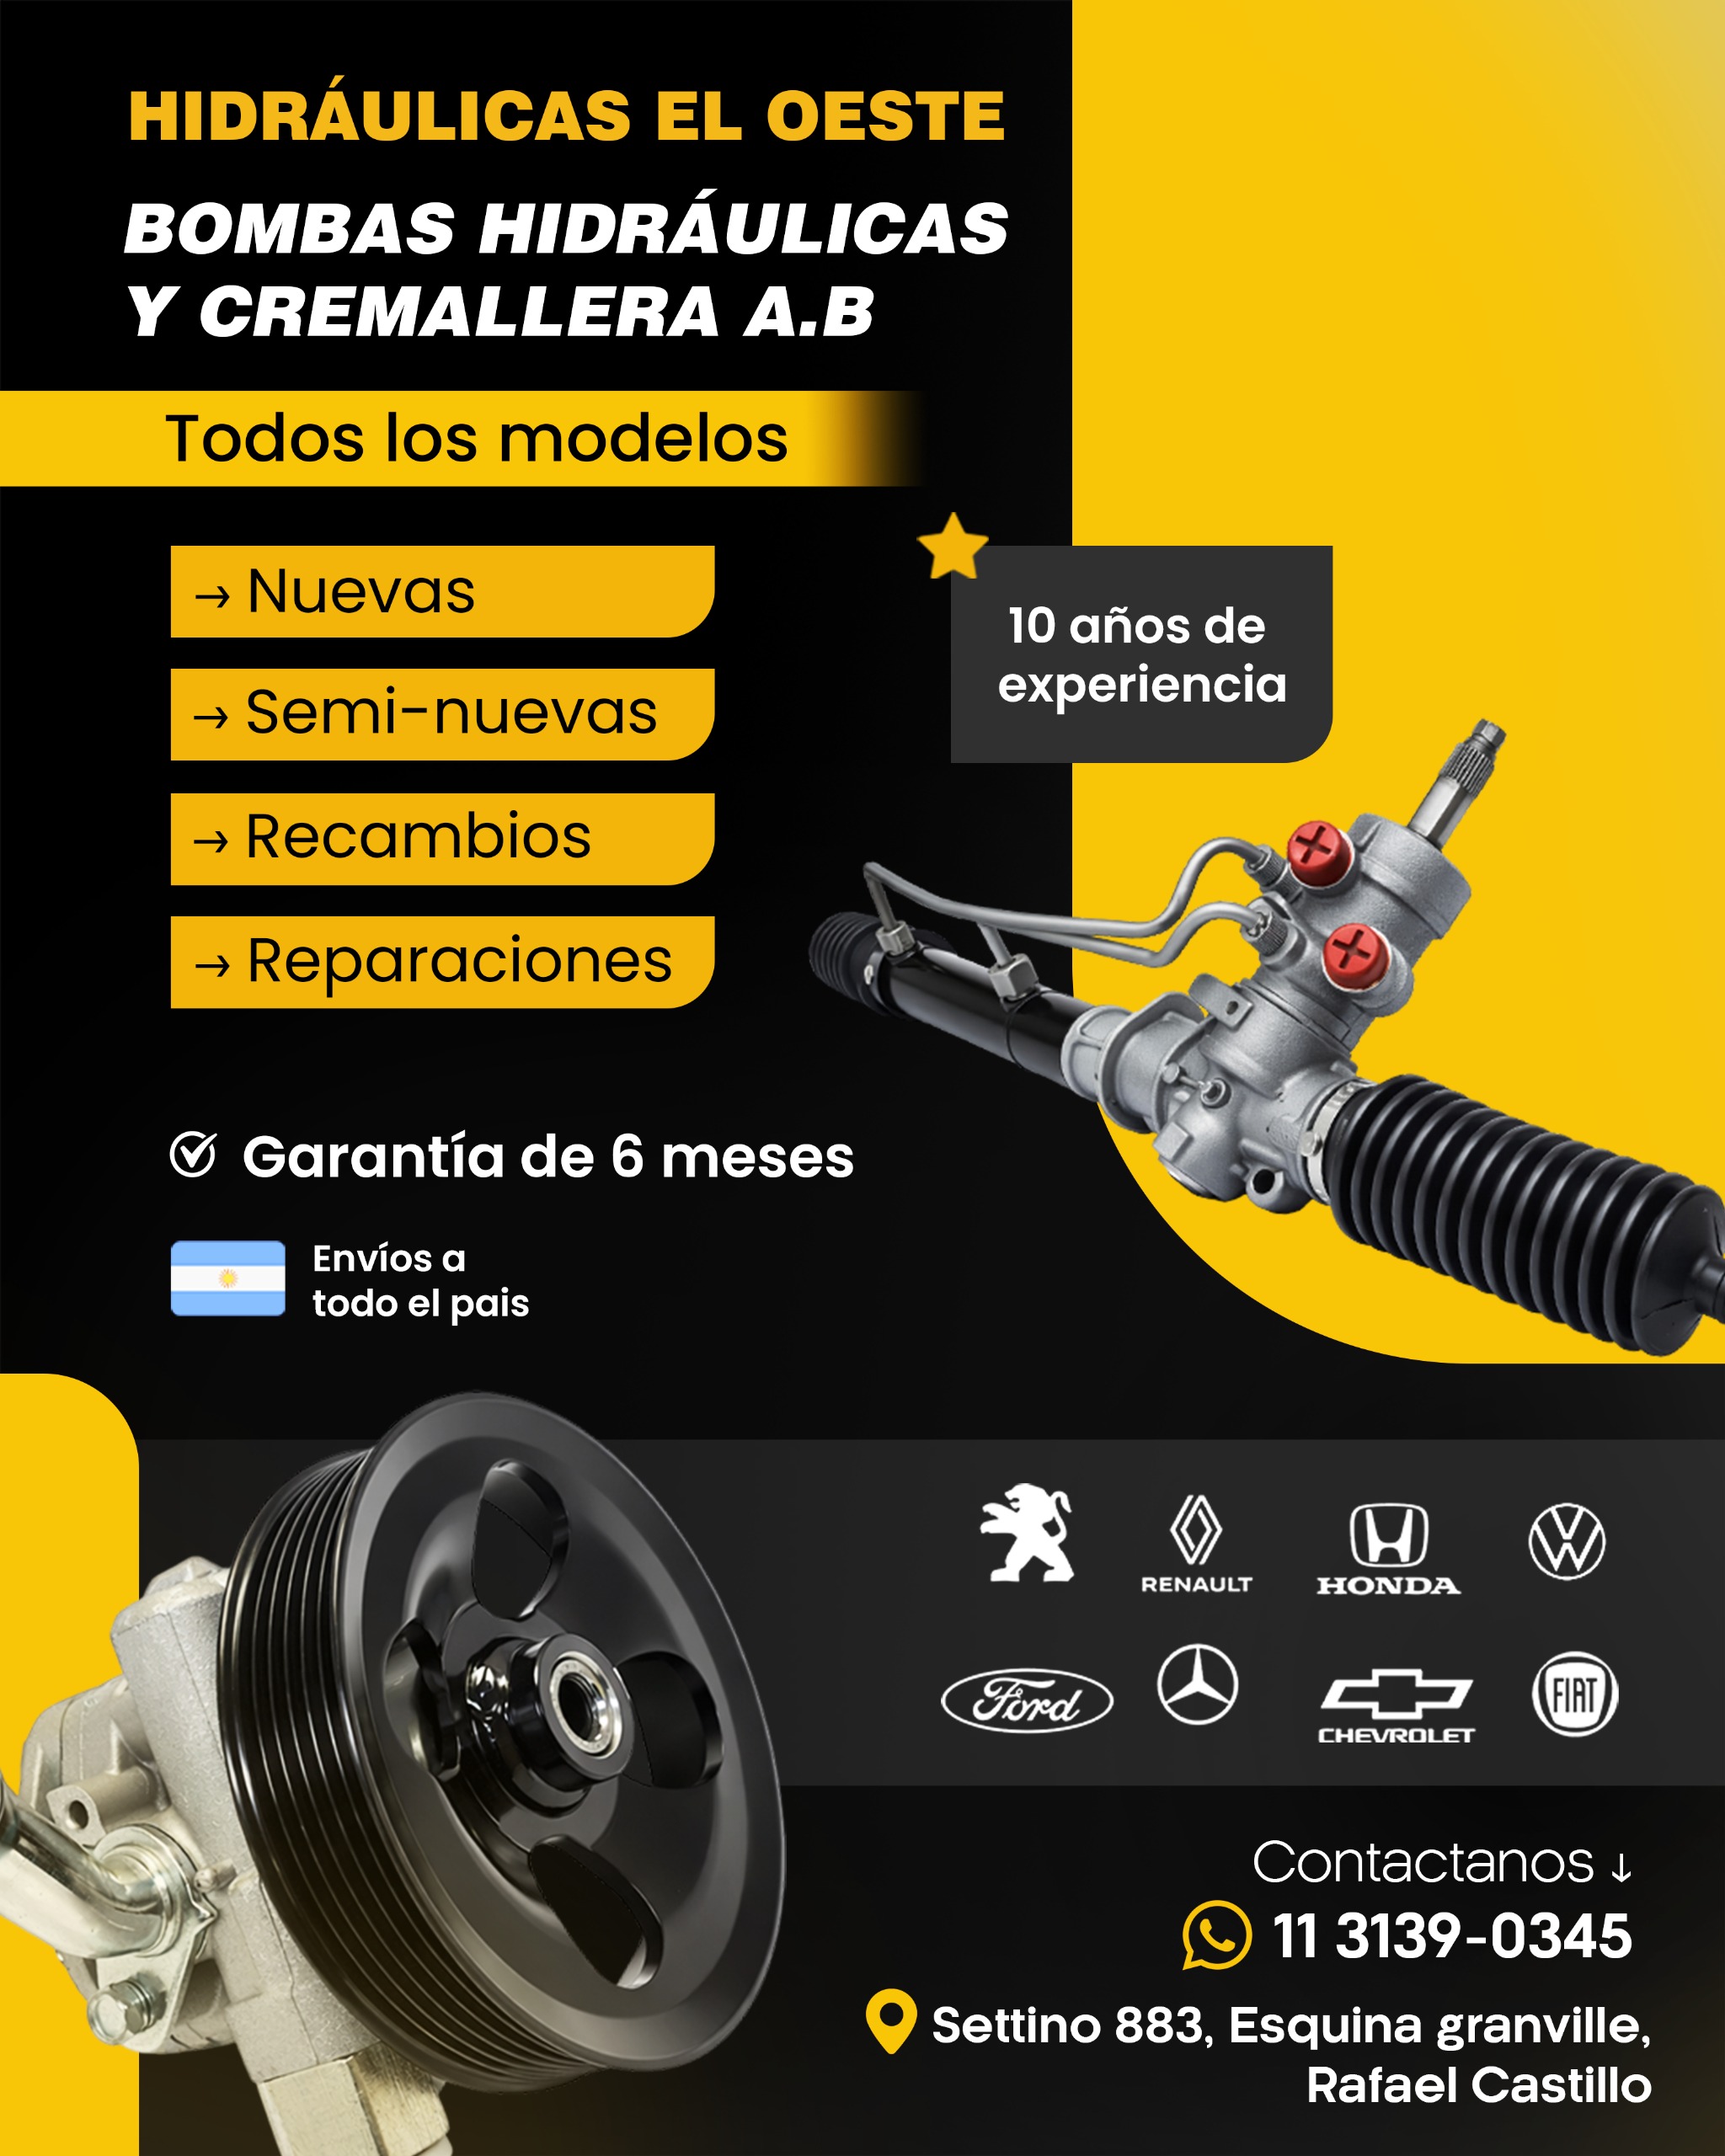 HIDRÁULICAS EL OESTE
BOMBAS HIDRÁULICAS
Y CREMALLERA A.B
Todos los modelos
→ Nuevas
→ Semi-nuevas
→ Recambios
→ Reparaciones
10 años de
experiencia
Garantía de 6 meses
Envíos a
todo el pais
RENAULT
HONDA
Ford
CHEVROLET
FIAT
Contactanos ↓
11 3139-0345
Settino 883, Esquina granville,
Rafael Castillo